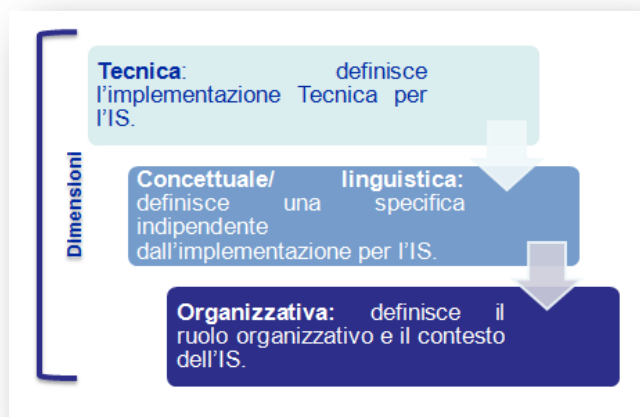 Dimensioni
Tecnica: definisce
l'implementazione Tecnica per
l'IS.
Concettuale/ linguistica:
definisce una specifica
indipendente
dall'implementazione per l'IS.
Organizzativa: definisce il
ruolo organizzativo e il contesto
dell'IS.